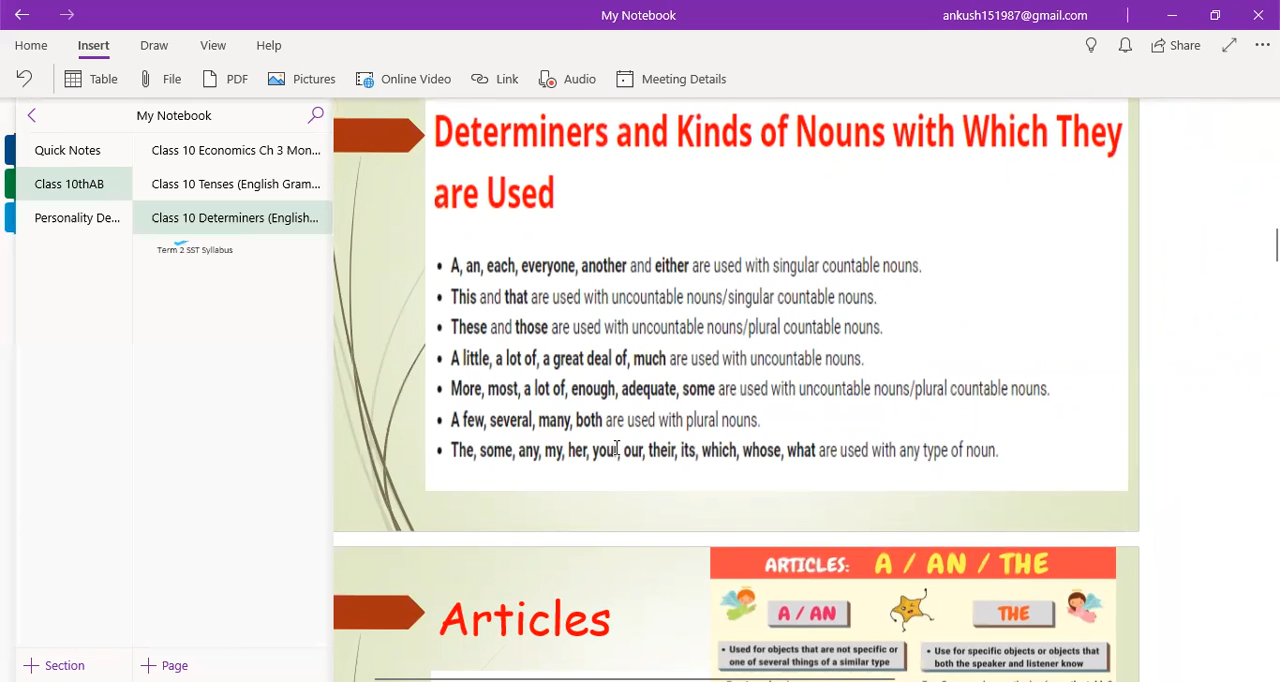 My Notebook
ankush151987@gmail.com
Home
Insert
Draw
View
Help
Share
Table
File
PDF
Pictures
Online Video
Link
Audio
Meeting Details
My Notebook
Quick Notes
Class 10thAB
Personality De...
Class 10 Economics Ch 3 Mon...
Class 10 Tenses (English Gram...
Class 10 Determiners (English...
Term 2 SST Syllabus
Section
Page
Determiners and Kinds of Nouns with Which They
are Used
• A, an, each, everyone, another and either are used with singular countable nouns.
• This and that are used with uncountable nouns/singular countable nouns.
• These and those are used with uncountable nouns/plural countable nouns.
• A little, a lot of, a great deal of, much are used with uncountable nouns.
• More, most, a lot of, enough, adequate, some are used with uncountable nouns/plural countable nouns.
• A few, several, many, both are used with plural nouns.
• The, some, any, my, her, your, our, their, its, which, whose, what are used with any type of noun.
Articles
ARTICLES: A / AN / THE
A / AN
THE
• Used for objects that are not specific or
one of several things of a similar type
• Use for specific objects or objects that
both the speaker and listener know